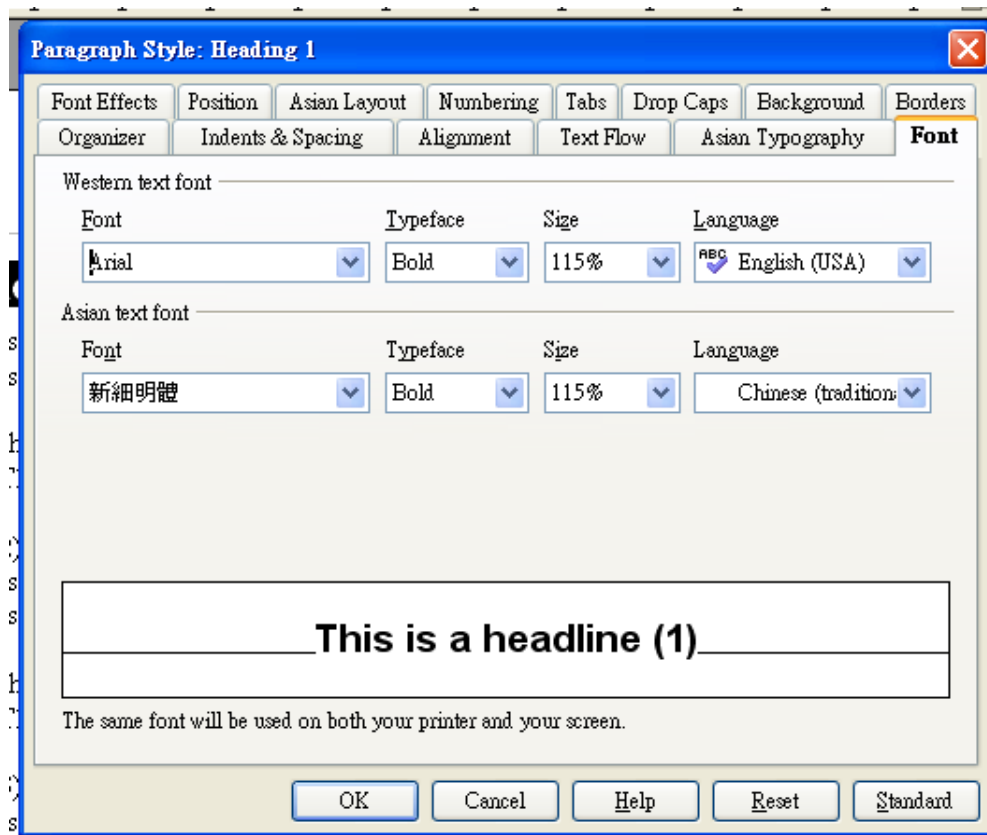 Paragraph Style: Heading 1
Font Effects Position Asian Layout Numbering Tabs Drop Caps Background Borders
Organizer Indents & Spacing Alignment Text Flow Asian Typography Font
Western text font
Font Typeface Size Language
Arial Bold 115% ABC English (USA)
Asian text font
Font Typeface Size Language
新細明體 Bold 115% Chinese (tradition
This is a headline (1)
The same font will be used on both your printer and your screen.
OK Cancel Help Reset Standard